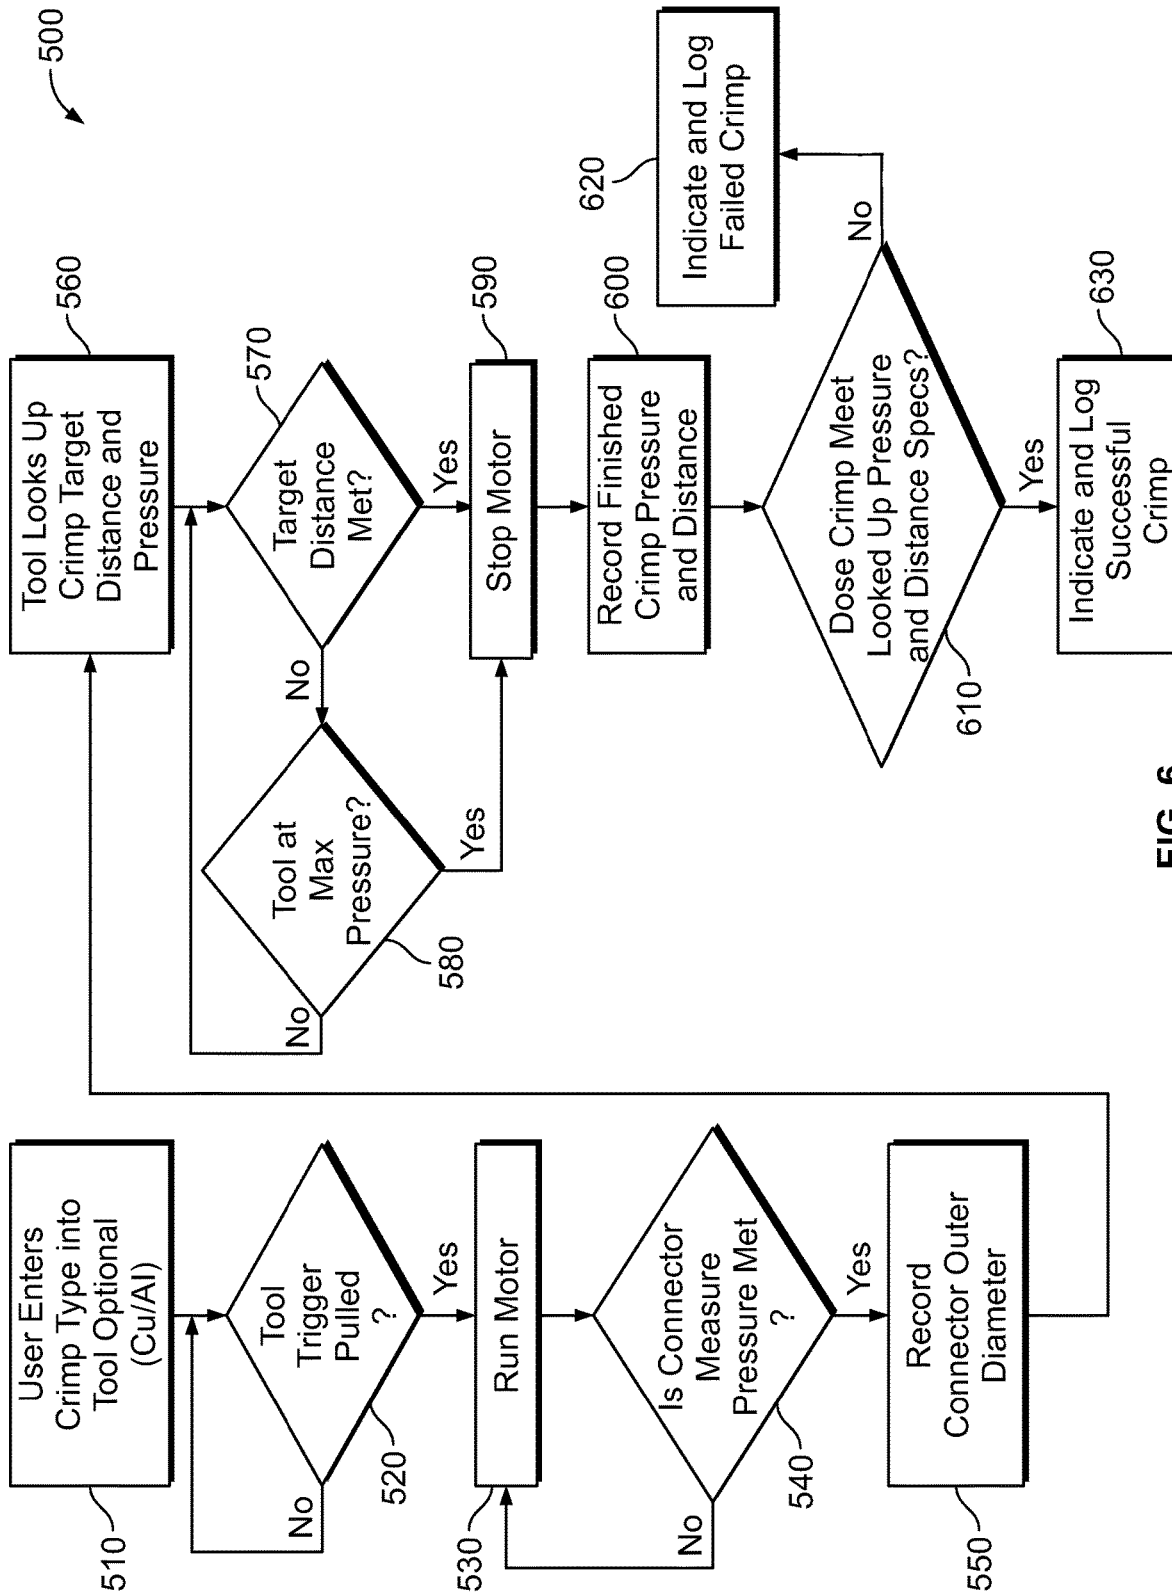 500
510
User Enters
Crimp Type into
Tool Optional
(Cu/Al)
No
520
Tool
Trigger
Pulled
?
Yes
530
Run Motor
No
540
Is Connector
Measure
Pressure Met
?
Yes
550
Record
Connector Outer
Diameter
560
Tool Looks Up
Crimp Target
Distance and
Pressure
570
Target
Distance
Met?
No
Yes
No
Tool at
Max
Pressure?
580
Yes
590
Stop Motor
600
Record Finished
Crimp Pressure
and Distance
610
Dose Crimp Meet
Looked Up Pressure
and Distance Specs?
No
620
Indicate and Log
Failed Crimp
Yes
630
Indicate and Log
Successful
Crimp
FIG. 6